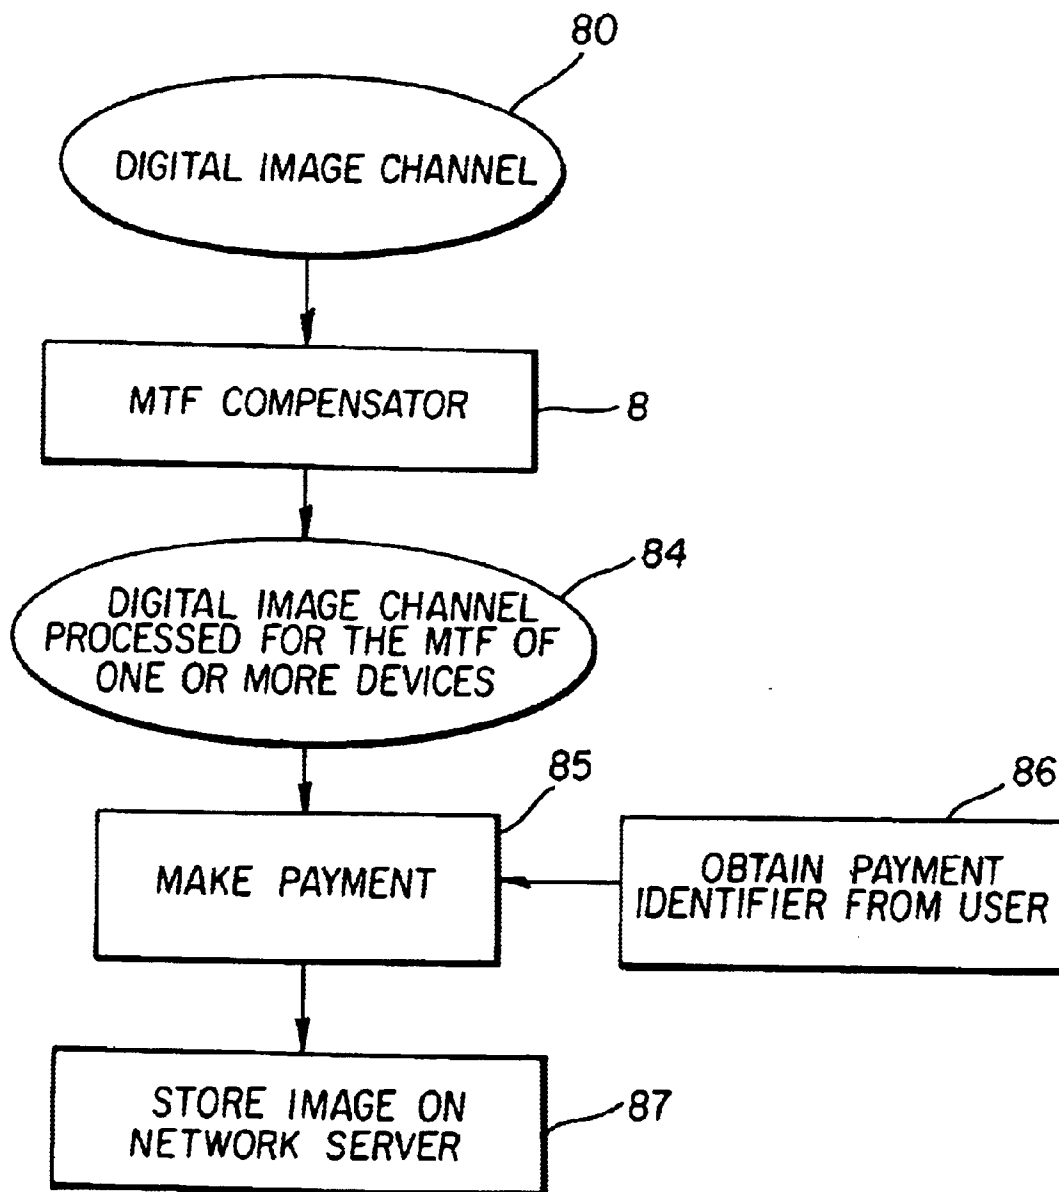 80
DIGITAL IMAGE CHANNEL
MTF COMPENSATOR
8
84
DIGITAL IMAGE CHANNEL
PROCESSED FOR THE MTF OF
ONE OR MORE DEVICES
85
MAKE PAYMENT
86
OBTAIN PAYMENT
IDENTIFIER FROM USER
STORE IMAGE ON
NETWORK SERVER
87